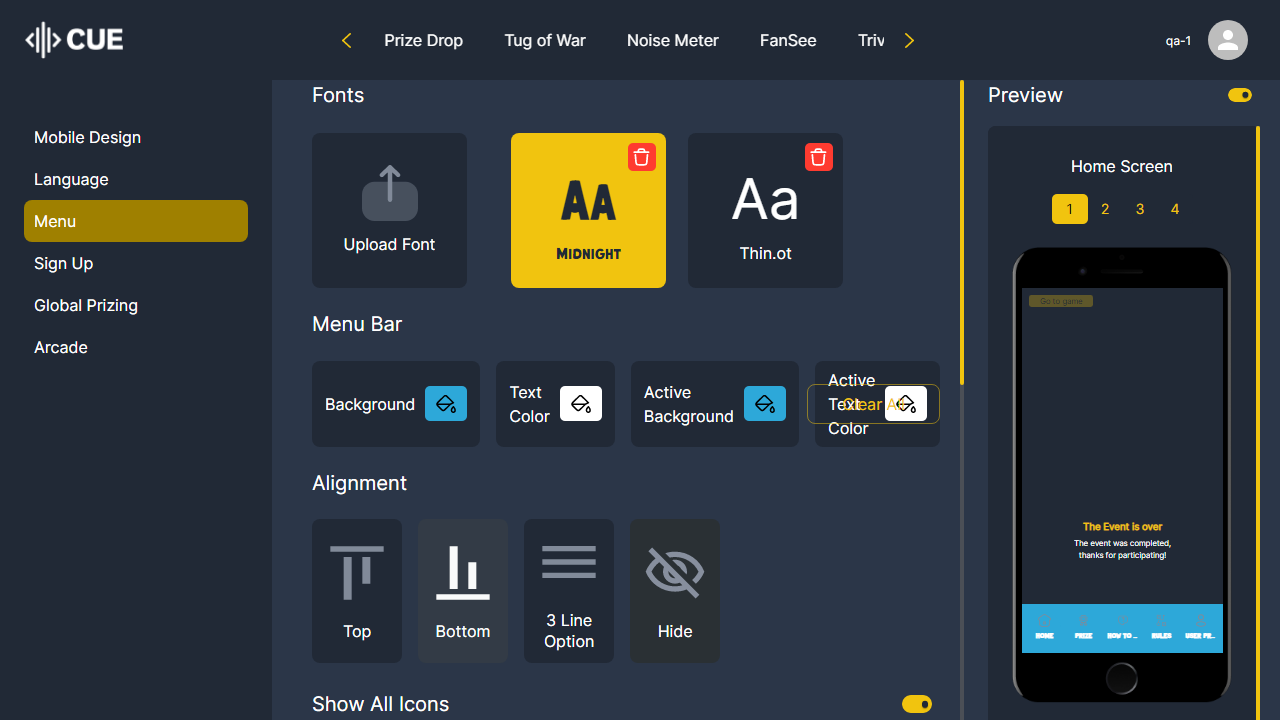 CUE
Prize Drop
Tug of War
Noise Meter
FanSee
Triv
qa-1
Mobile Design
Language
Menu
Sign Up
Global Prizing
Arcade
Fonts
Upload Font
AA
MIDNIGHT
Aa
Thin.ot
Menu Bar
Background
Text
Color
Active
Background
Active
Text
Color
Clear All
Alignment
Top
Bottom
3 Line
Option
Hide
Show All Icons
Preview
Home Screen
1 2 3 4
Go to game
The Event is over
The event was completed,
thanks for participating!
HOME PRIZE HOW TO ... RULES USER PR...